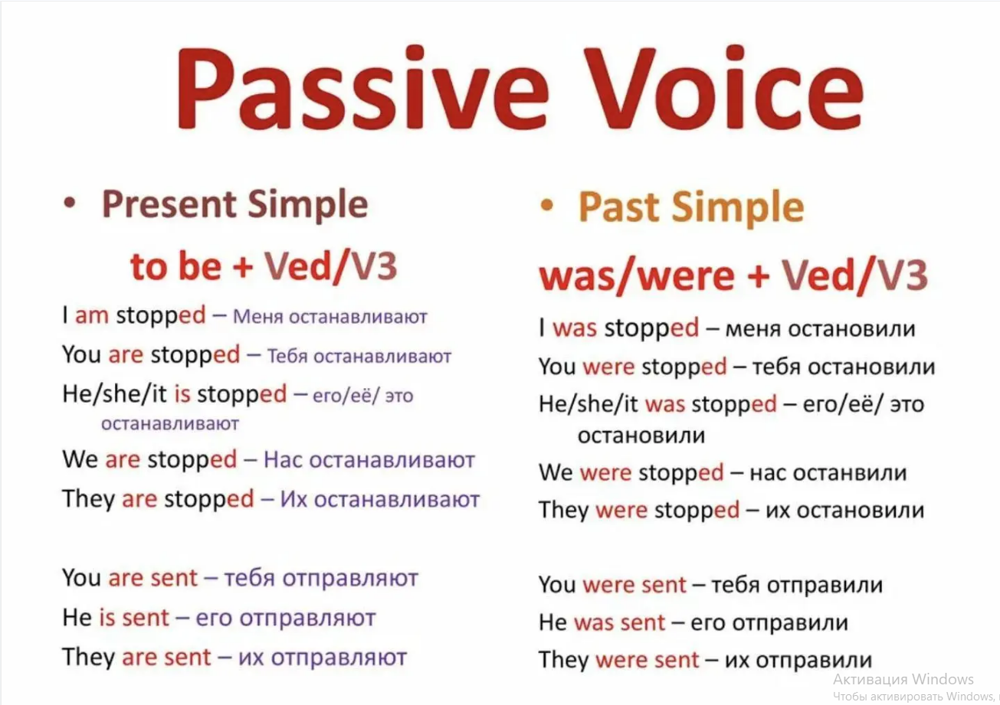 Passive Voice
• Present Simple
to be + Ved/V3
I am stopped – Меня останавливают
You are stopped – Тебя останавливают
He/she/it is stopped – его/её/ это
останавливают
We are stopped – Нас останавливают
They are stopped – Их останавливают
You are sent – тебя отправляют
He is sent – его отправляют
They are sent – их отправляют
• Past Simple
was/were + Ved/V3
I was stopped – меня остановили
You were stopped – тебя остановили
He/she/it was stopped – его/её/ это
остановили
We were stopped – нас останвили
They were stopped – их остановили
You were sent – тебя отправили
He was sent – его отправили
They were sent – их отправили
Активация Windows
Чтобы активировать Windows,